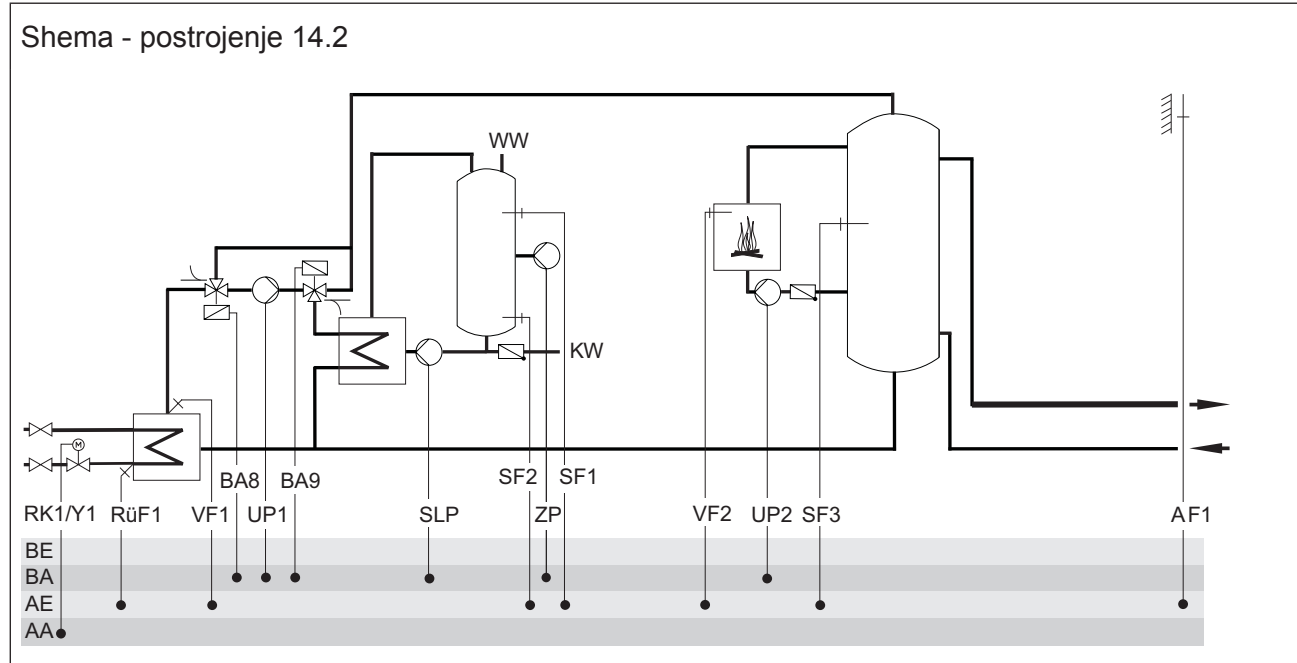 Shema - postrojenje 14.2
WW
KW
BA8 BA9 SF2 SF1
RK1/Y1 RüF1 VF1 UP1 SLP ZP VF2 UP2 SF3 AF1
M
BE
BA
AE
AA